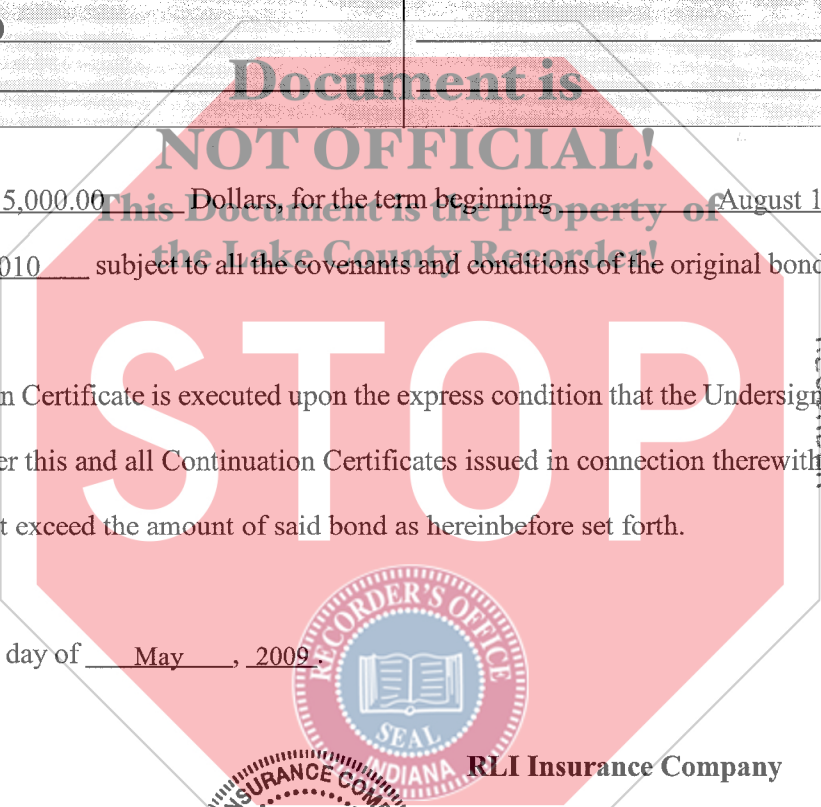 Document is
NOT OFFICIAL!
This Document is the property of
5,000.00 Dollars, for the term beginning August 1
the Lake County Recorder!
010 subject to all the covenants and conditions of the original bond
STOP
n Certificate is executed upon the express condition that the Undersign
er this and all Continuation Certificates issued in connection therewith
t exceed the amount of said bond as hereinbefore set forth.
RECORDER'S OFFICE
day of May, 2009.
SEAL
INDIANA
RLI Insurance Company
NSURANCE COMP